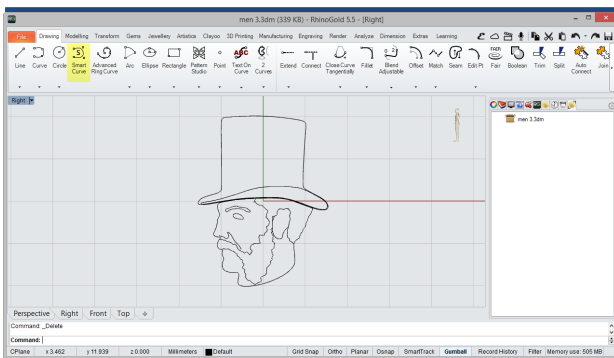 men 3.3dm (339 KB) - RhinoGold 5.5 - [Right]
File Drawing Modelling Transform Gems Jewellery Artistics Clayoo 3D Printing Manufacturing Engraving Render Analyze Dimension Extras Learning
Line Curve Circle Smart Curve Advanced Ring Curve Arc Ellipse Rectangle Pattern Studio Point Text On Curve 2 Curves Extend Connect Close Curve Tangentially Fillet Blend Adjustable Offset Match Seam Edit Pt Fair Boolean Trim Split Auto Connect Join
Right
men 3.3dm
Perspective Right Front Top
Command: _Delete
Command:
CPlane x 3.462 y 11.939 z 0.000 Millimeters Default Grid Snap Ortho Planar Osnap SmartTrack Gumball Record History Filter Memory use: 505 MB